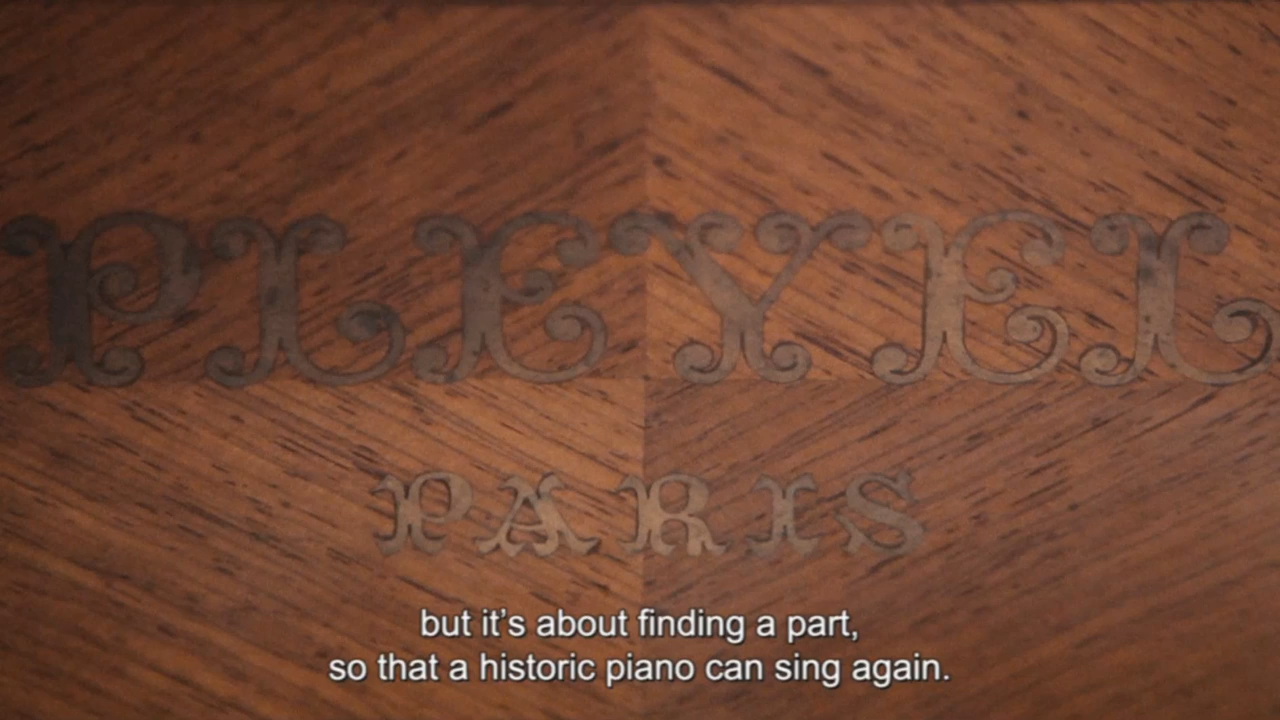 PLEYEL
PARIS
but it's about finding a part,
so that a historic piano can sing again.